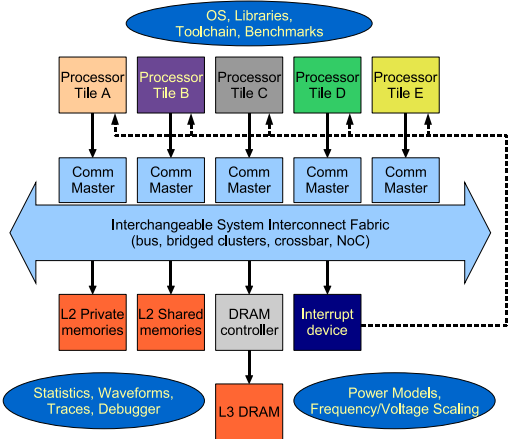 OS, Libraries,
Toolchain, Benchmarks
Processor
Tile A
Processor
Tile B
Processor
Tile C
Processor
Tile D
Processor
Tile E
Comm
Master
Comm
Master
Comm
Master
Comm
Master
Comm
Master
Interchangeable System Interconnect Fabric
(bus, bridged clusters, crossbar, NoC)
L2 Private
memories
L2 Shared
memories
DRAM
controller
Interrupt
device
Statistics, Waveforms,
Traces, Debugger
L3 DRAM
Power Models,
Frequency/Voltage Scaling